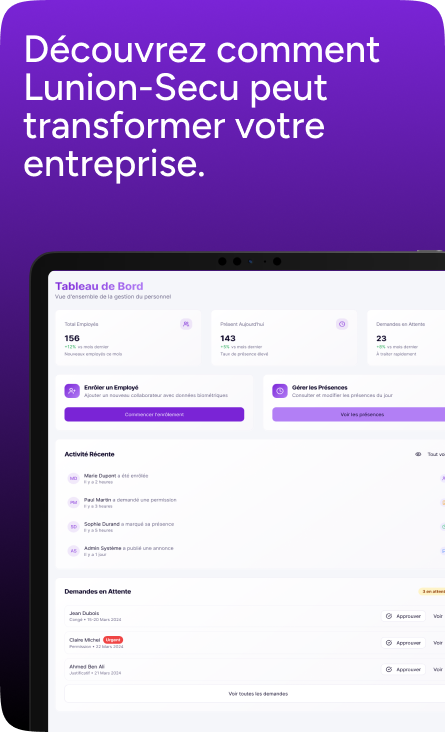 Découvrez comment
Lunion-Secu peut
transformer votre
entreprise.
Tableau de Bord
Vue d'ensemble de la gestion du personnel
Total Employés
156
+12% vs mois dernier
Nouveaux employés ce mois
Présent Aujourd'hui
143
+5% vs mois dernier
Taux de présence élevé
Demandes en Attente
23
+8% vs mois dernier
À traiter rapidement
Enrôler un Employé
Ajouter un nouveau collaborateur avec données biométriques
Commencer l'enrôlement
Gérer les Présences
Consulter et modifier les présences du jour
Voir les présences
Activité Récente
Tout vo
MD Marie Dupont a été enrôlée
Il y a 2 heures
PM Paul Martin a demandé une permission
Il y a 3 heures
SD Sophie Durand a marqué sa présence
Il y a 5 heures
AS Admin Système a publié une annonce
Il y a 1 jour
Demandes en Attente
3 en attent
Jean Dubois
Congé • 15-20 Mars 2024
Approuver Voir
Claire Michel Urgent
Permission • 22 Mars 2024
Approuver Voir
Ahmed Ben Ali
Justificatif • 21 Mars 2024
Approuver Voir
Voir toutes les demandes